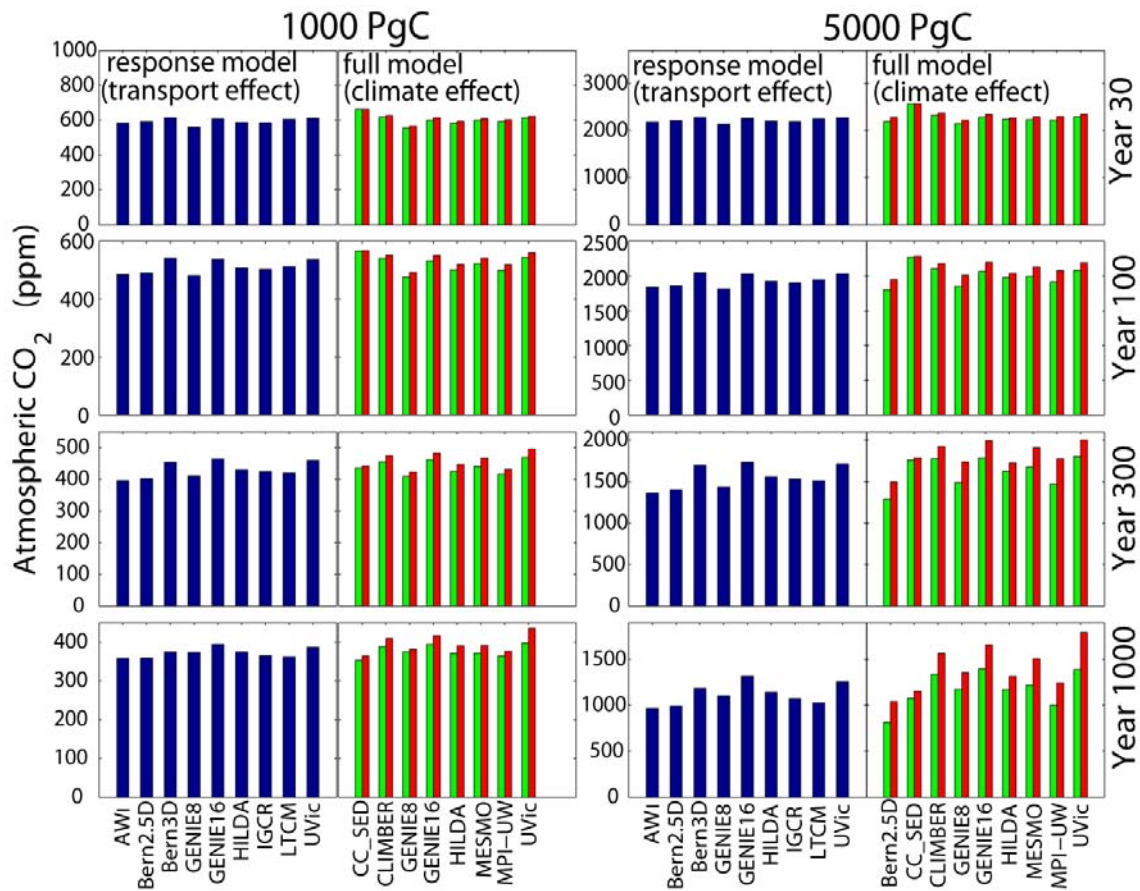 1000 PgC
5000 PgC
Atmospheric CO2 (ppm)
response model
(transport effect)
full model
(climate effect)
response model
(transport effect)
full model
(climate effect)
1000
800
600
400
200
0
3000
2000
1000
0
Year 30
600
400
200
0
2500
2000
1500
1000
500
0
Year 100
500
400
300
200
100
0
2000
1500
1000
500
0
Year 300
400
300
200
100
0
1500
1000
500
0
Year 1000
AWI
Bern2.5D
Bern3D
GENIE8
GENIE16
HILDA
IGCR
LTCM
UVic
CC_SED
CLIMBER
GENIE8
GENIE16
HILDA
MESMO
MPI-UW
UVic
AWI
Bern2.5D
Bern3D
GENIE8
GENIE16
HILDA
IGCR
LTCM
UVic
Bern2.5D
CC_SED
CLIMBER
GENIE8
GENIE16
HILDA
MESMO
MPI-UW
UVic